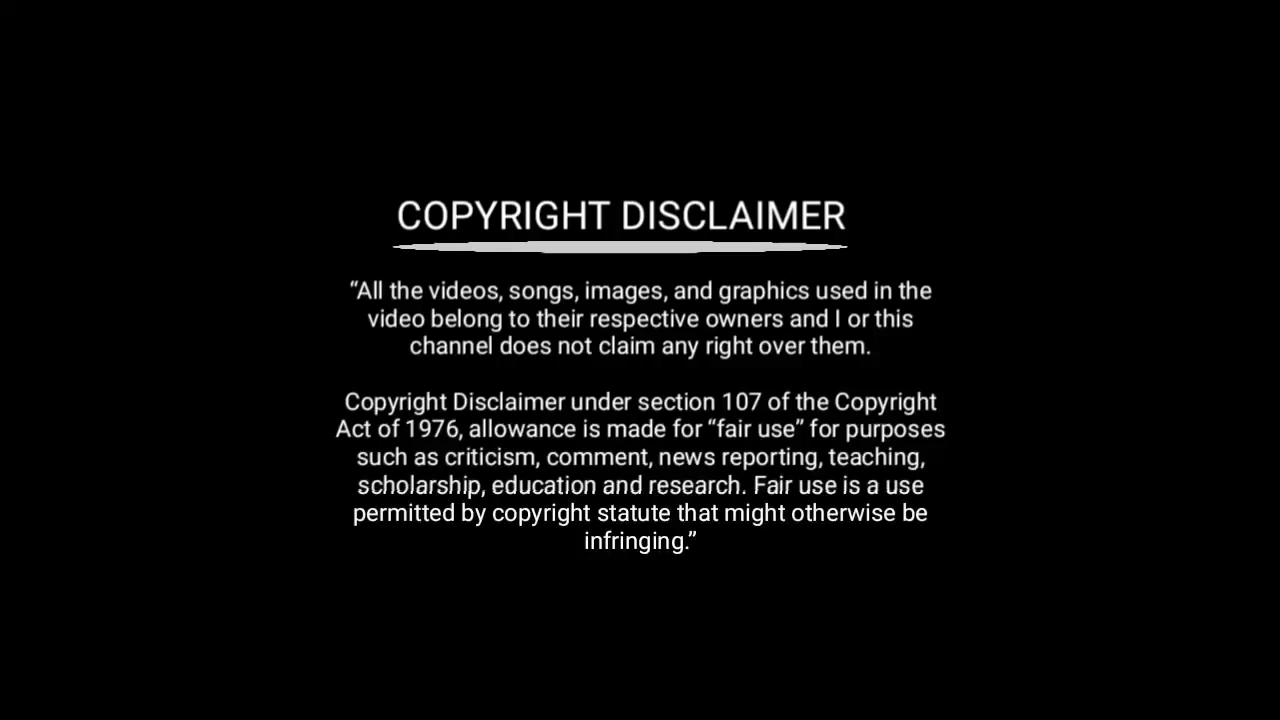 COPYRIGHT DISCLAIMER
“All the videos, songs, images, and graphics used in the
video belong to their respective owners and I or this
channel does not claim any right over them.
Copyright Disclaimer under section 107 of the Copyright
Act of 1976, allowance is made for “fair use” for purposes
such as criticism, comment, news reporting, teaching,
scholarship, education and research. Fair use is a use
permitted by copyright statute that might otherwise be
infringing.”